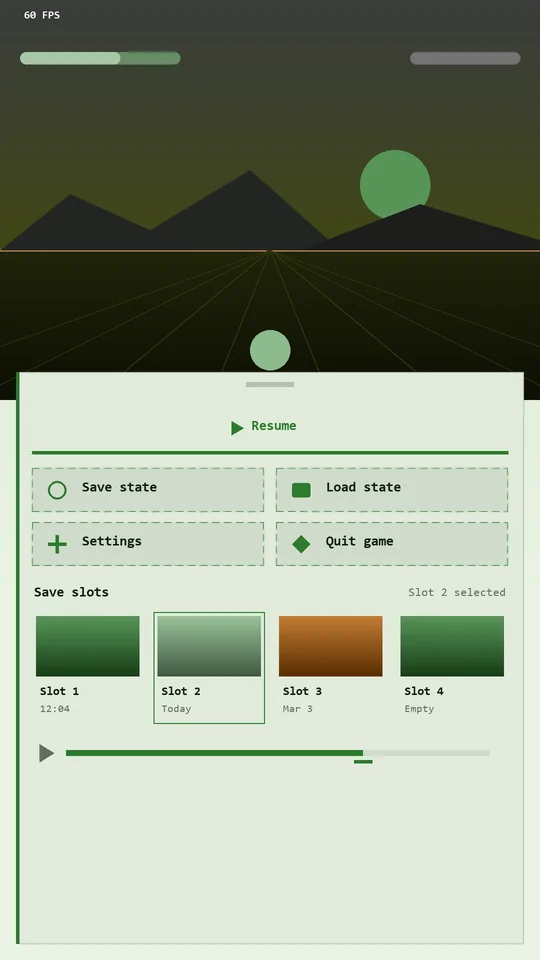 60 FPS
Resume
Save state
Load state
Settings
Quit game
Save slots
Slot 2 selected
Slot 1
Slot 2
Slot 3
Slot 4
12:04
Today
Mar 3
Empty